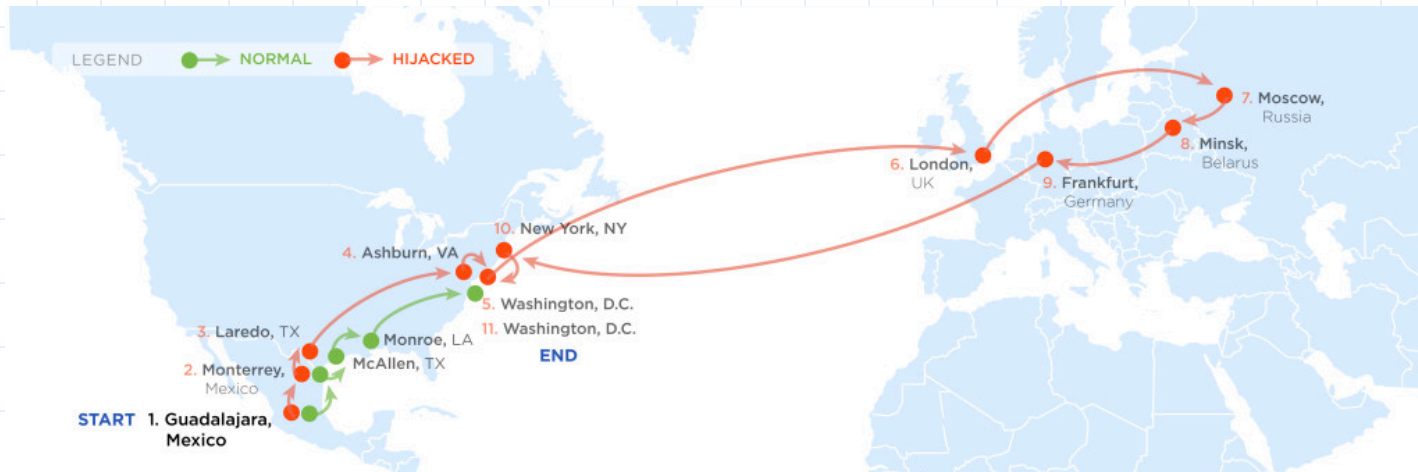 LEGEND NORMAL HIJACKED
7. Moscow,
Russia
8. Minsk,
Belarus
6. London,
UK
9. Frankfurt,
Germany
10. New York, NY
4. Ashburn, VA
5. Washington, D.C.
11. Washington, D.C.
END
3. Laredo, TX
Monroe, LA
McAllen, TX
2. Monterrey,
Mexico
START 1. Guadalajara,
Mexico